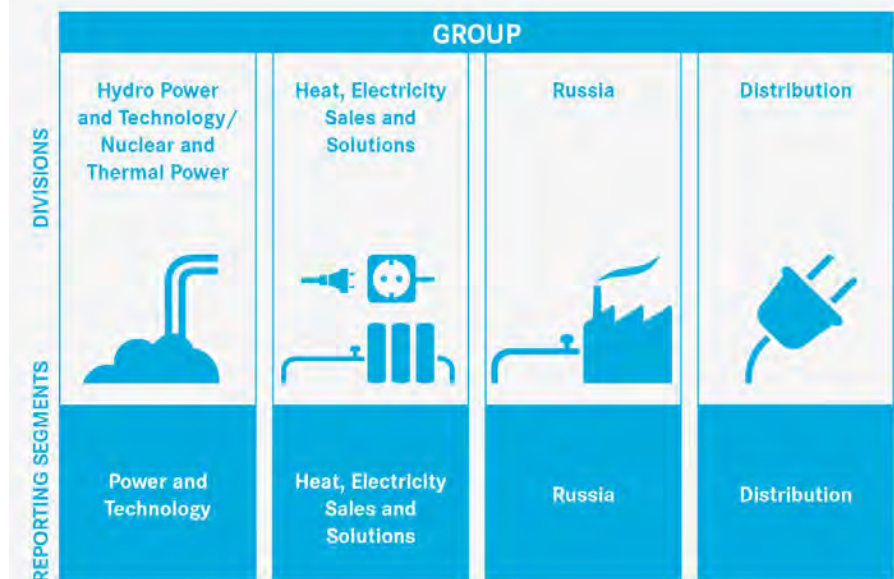 GROUP
DIVISIONS
Hydro Power
and Technology/
Nuclear and
Thermal Power
Heat, Electricity
Sales and
Solutions
Russia
Distribution
REPORTING SEGMENTS
Power and
Technology
Heat, Electricity
Sales and
Solutions
Russia
Distribution